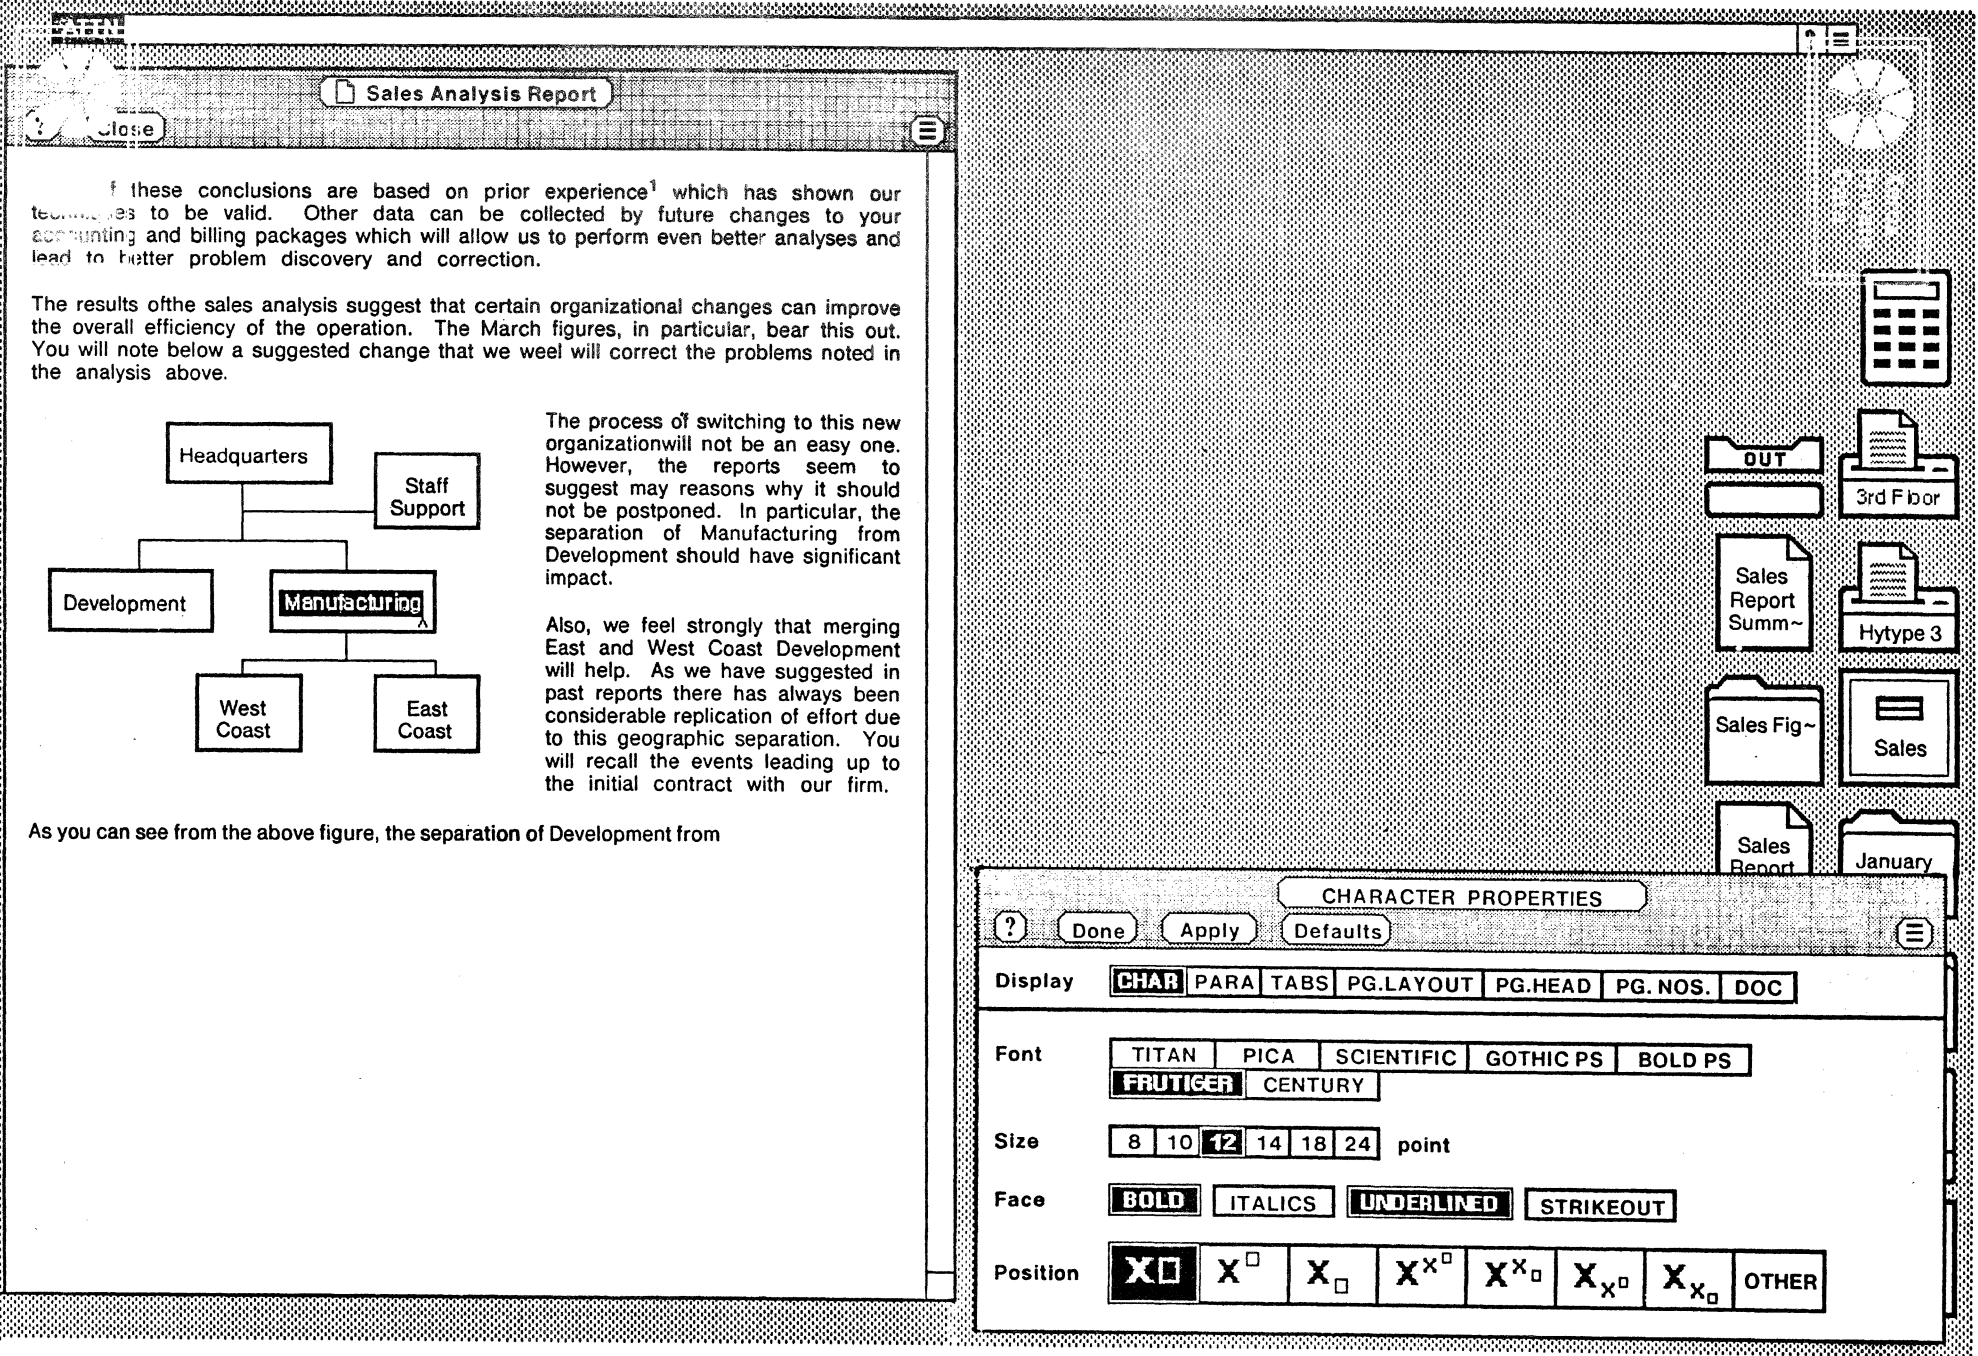 Sales Analysis Report
?
Close
these conclusions are based on prior experience1 which has shown our
to be valid. Other data can be collected by future changes to your
accounting and billing packages which will allow us to perform even better analyses and
lead to better problem discovery and correction.
The results ofthe sales analysis suggest that certain organizational changes can improve
the overall efficiency of the operation. The March figures, in particular, bear this out.
You will note below a suggested change that we weel will correct the problems noted in
the analysis above.
Headquarters
Staff
Support
Development
Manufacturing
West
Coast
East
Coast
The process of switching to this new
organizationwill not be an easy one.
However, the reports seem to
suggest may reasons why it should
not be postponed. In particular, the
separation of Manufacturing from
Development should have significant
impact.
Also, we feel strongly that merging
East and West Coast Development
will help. As we have suggested in
past reports there has always been
considerable replication of effort due
to this geographic separation. You
will recall the events leading up to
the initial contract with our firm.
As you can see from the above figure, the separation of Development from
OUT
3rd Floor
Sales
Report
Summ~
Hytype 3
Sales Fig~
Sales
Sales
Report
January
CHARACTER PROPERTIES
? Done Apply Defaults
Display CHAR PARA TABS PG.LAYOUT PG.HEAD PG. NOS. DOC
Font TITAN PICA SCIENTIFIC GOTHIC PS BOLD PS
FRUTIGER CENTURY
Size 8 10 12 14 18 24 point
Face BOLD ITALICS UNDERLINED STRIKEOUT
Position X X X XX XX XX XX OTHER